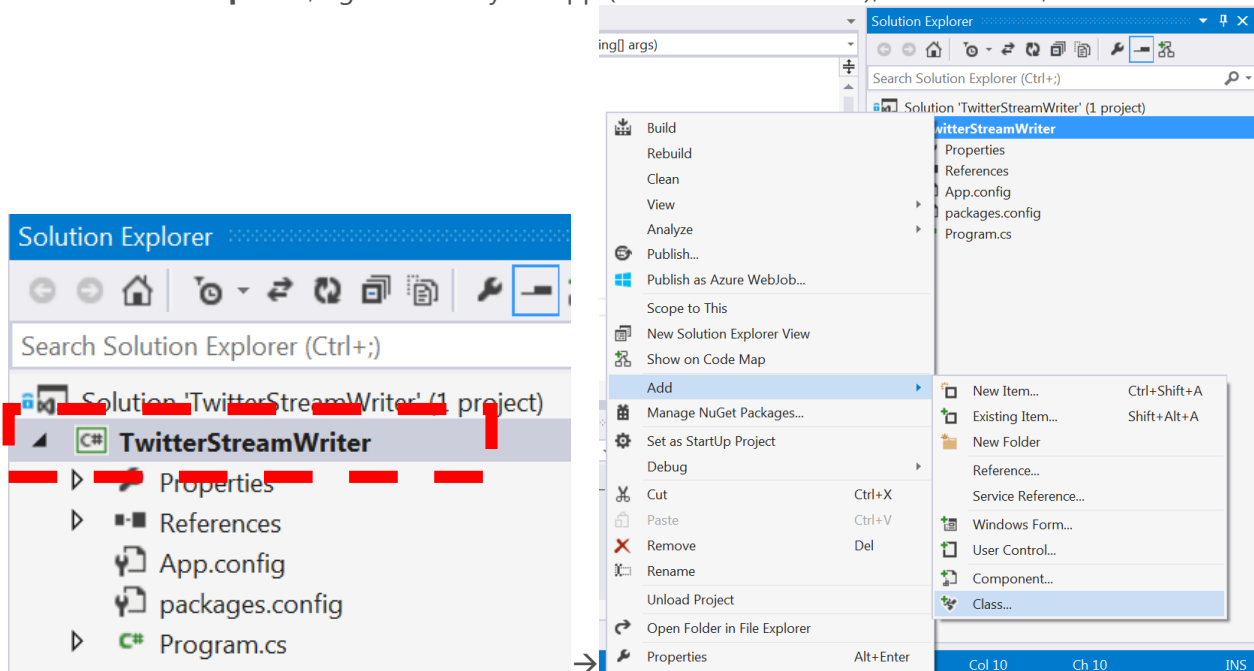 Solution Explorer
Search Solution Explorer (Ctrl+;)
Solution 'TwitterStreamWriter' (1 project)
C# TwitterStreamWriter
Properties
References
App.config
packages.config
C# Program.cs
→
ing[] args)
Solution Explorer
Search Solution Explorer (Ctrl+;)
Solution 'TwitterStreamWriter' (1 project)
witterStreamWriter
Properties
References
App.config
packages.config
Program.cs
Build
Rebuild
Clean
View
Analyze
Publish...
Publish as Azure WebJob...
Scope to This
New Solution Explorer View
Show on Code Map
Add
Manage NuGet Packages...
Set as StartUp Project
Debug
Cut Ctrl+X
Paste Ctrl+V
Remove Del
Rename
Unload Project
Open Folder in File Explorer
Properties Alt+Enter
New Item... Ctrl+Shift+A
Existing Item... Shift+Alt+A
New Folder
Reference...
Service Reference...
Windows Form...
User Control...
Component...
Class...
Col 10 Ch 10 INS